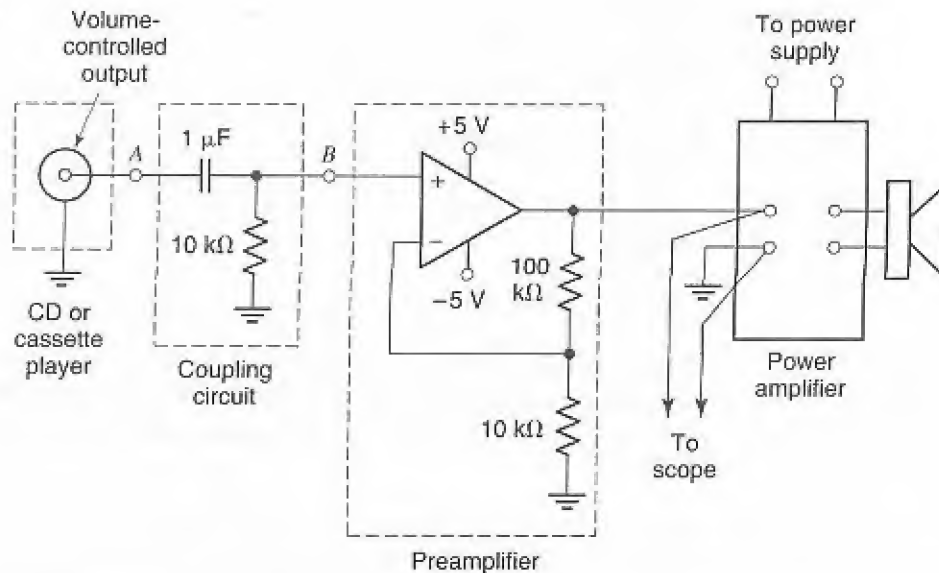 Volume-
controlled
output
To power
supply
A
1 μF
B
+5 V
+
10 kΩ
−
−5 V
100
kΩ
CD or
cassette
player
Coupling
circuit
10 kΩ
Power
amplifier
To
scope
Preamplifier